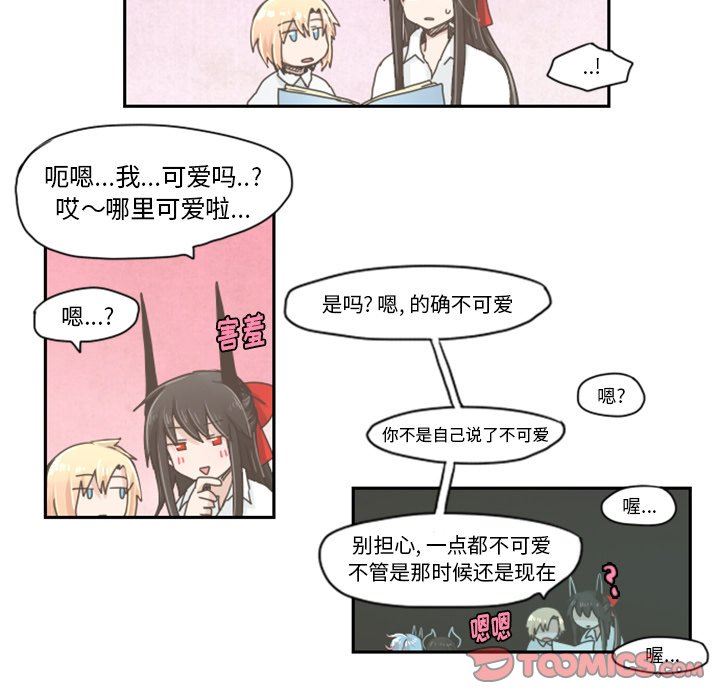 ..!
呃嗯...我...可爱吗..?
哎～哪里可爱啦...
嗯...?
害羞
是吗? 嗯, 的确不可爱
嗯?
你不是自己说了不可爱
喔...
别担心, 一点都不可爱
不管是那时候还是现在
?
嗯嗯
喔...
TOOMICS.com